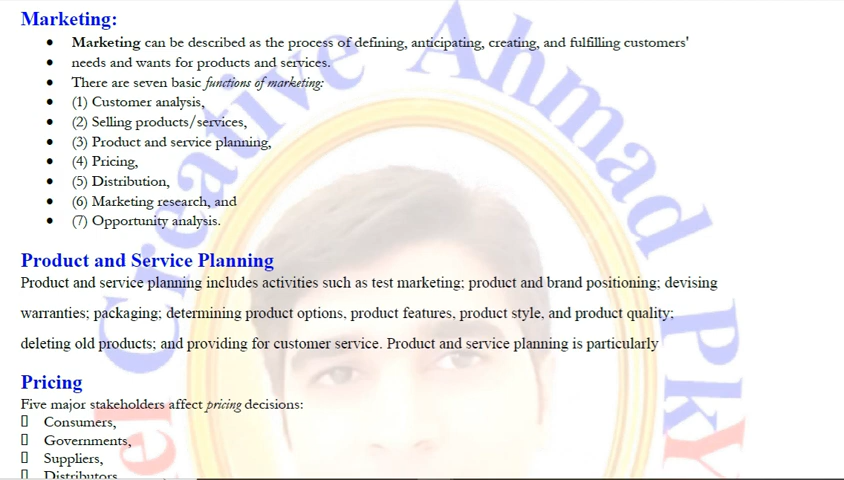 Marketing:
• Marketing can be described as the process of defining, anticipating, creating, and fulfilling customers'
• needs and wants for products and services.
• There are seven basic functions of marketing:
• (1) Customer analysis,
• (2) Selling products/services,
• (3) Product and service planning,
• (4) Pricing,
• (5) Distribution,
• (6) Marketing research, and
• (7) Opportunity analysis.
Product and Service Planning
Product and service planning includes activities such as test marketing; product and brand positioning; devising
warranties; packaging; determining product options, product features, product style, and product quality;
deleting old products; and providing for customer service. Product and service planning is particularly
Pricing
Five major stakeholders affect pricing decisions:
Consumers,
Governments,
Suppliers,
Distributors
el Creative Ahmad PkY